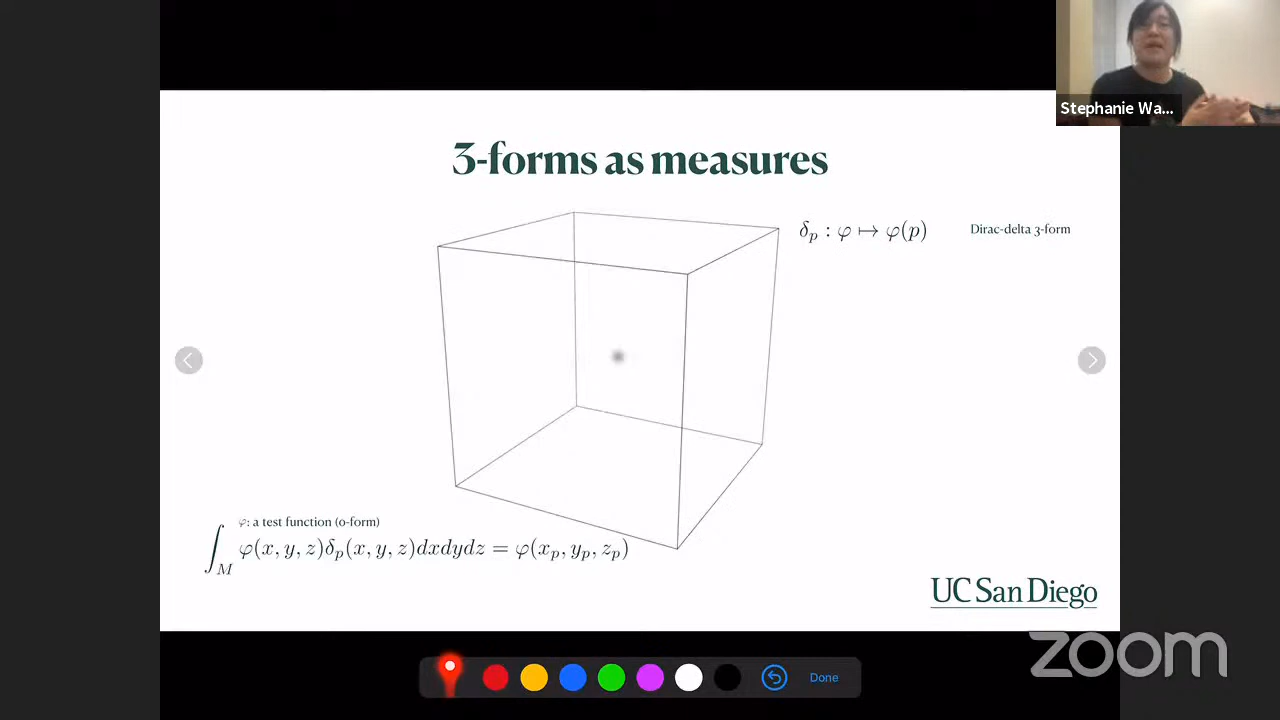 Stephanie Wa...
3-forms as measures
δ_p : φ ↦ φ(p)
Dirac-delta 3-form
φ: a test function (0-form)
∫_M φ(x, y, z)δ_p(x, y, z)dxdydz = φ(x_p, y_p, z_p)
UC San Diego
zoom
Done